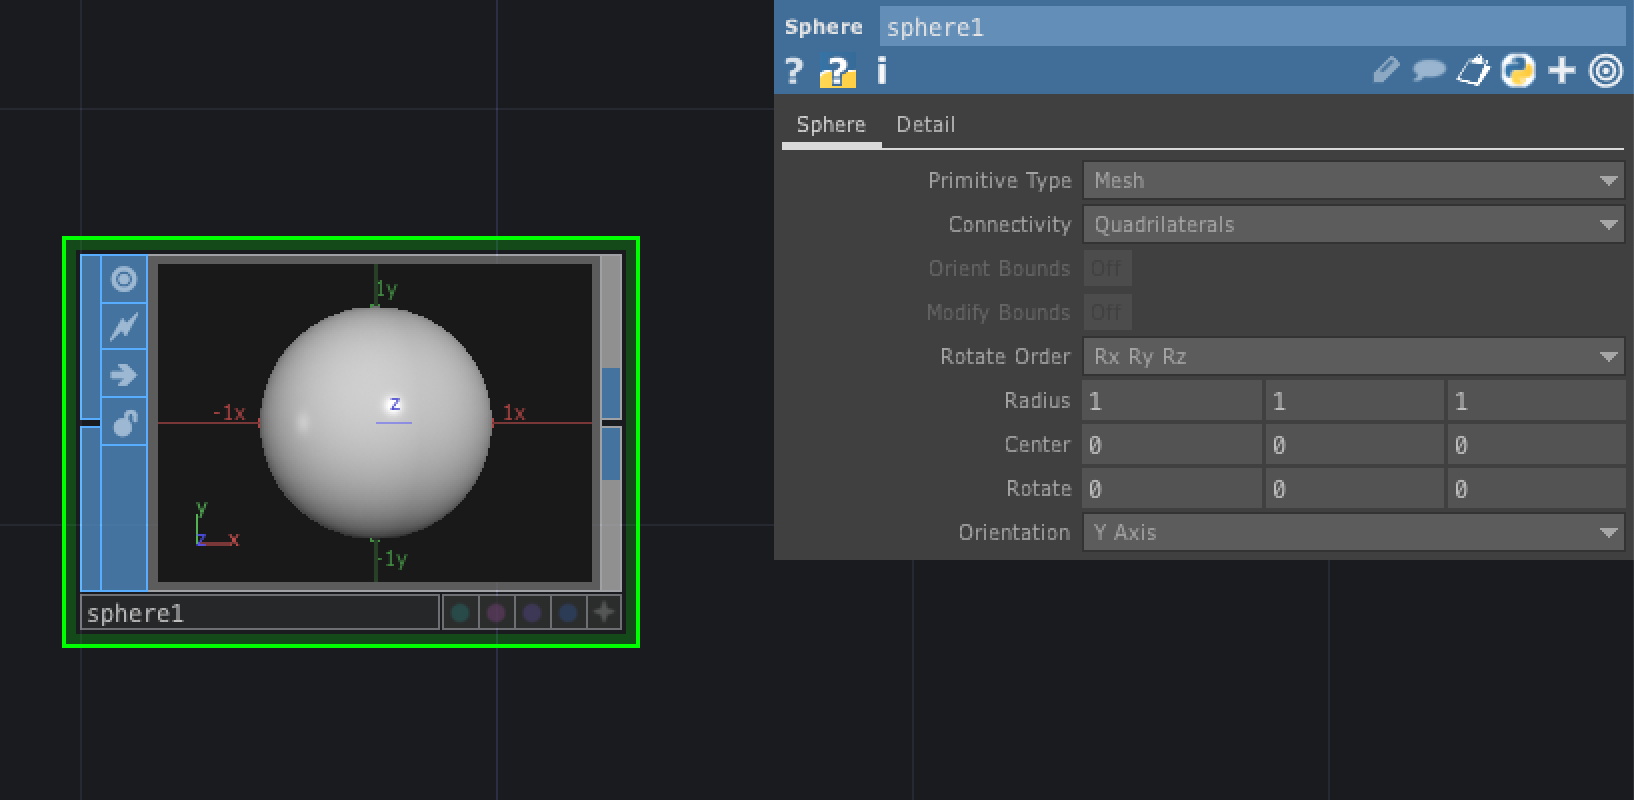 Sphere sphere1
? ? i
Sphere Detail
Primitive Type Mesh
Connectivity Quadrilaterals
Orient Bounds Off
Modify Bounds Off
Rotate Order Rx Ry Rz
Radius 1 1 1
Center 0 0 0
Rotate 0 0 0
Orientation Y Axis
1y
z
-1x 1x
y
z x
-1y
sphere1